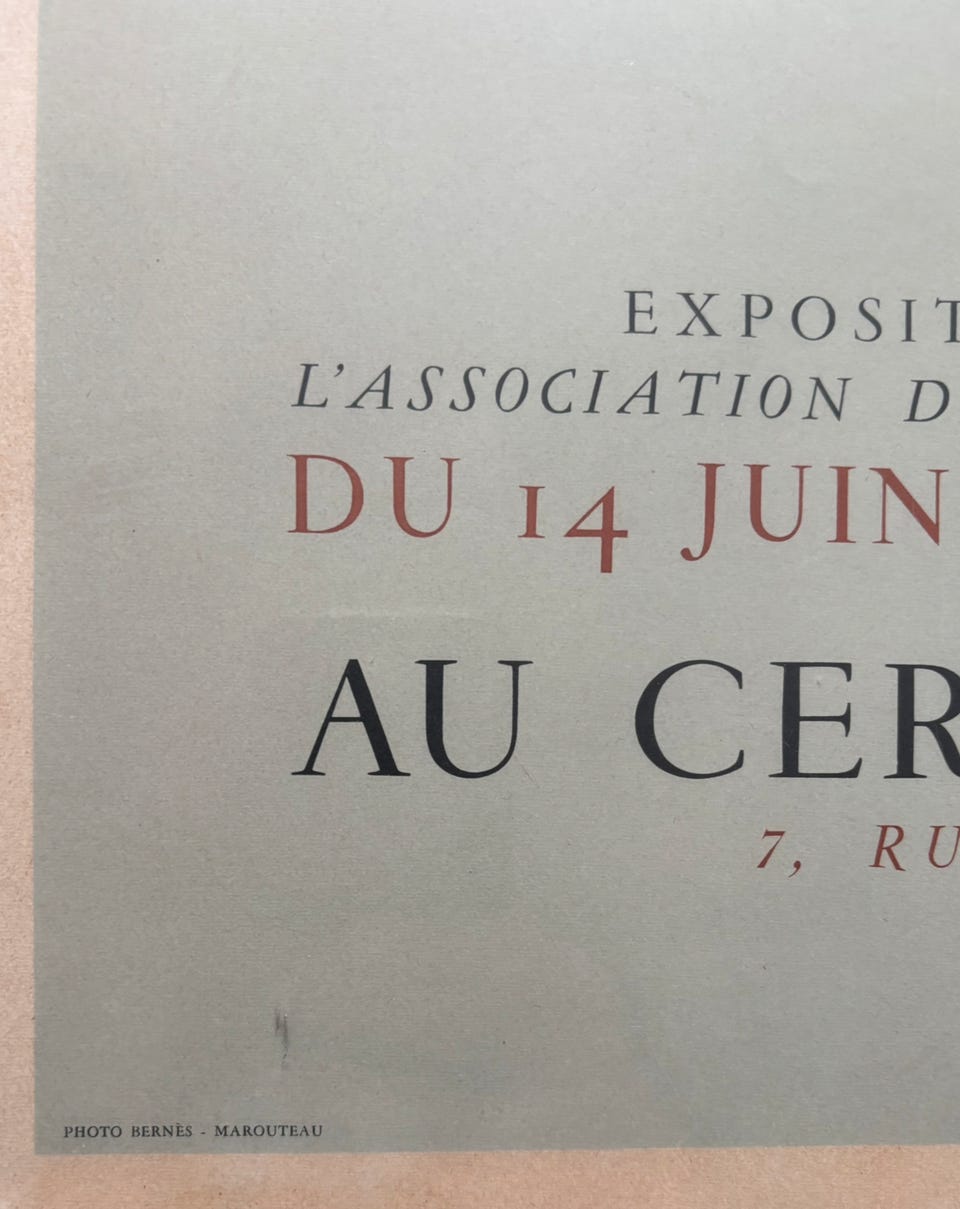 EXPOSIT
L'ASSOCIATION D
DU 14 JUIN
AU CER
7, RU
PHOTO BERNÈS - MAROUTEAU